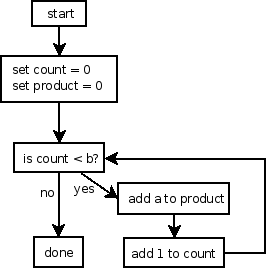 start
set count = 0
set product = 0
is count < b?
no
yes
add a to product
done
add 1 to count